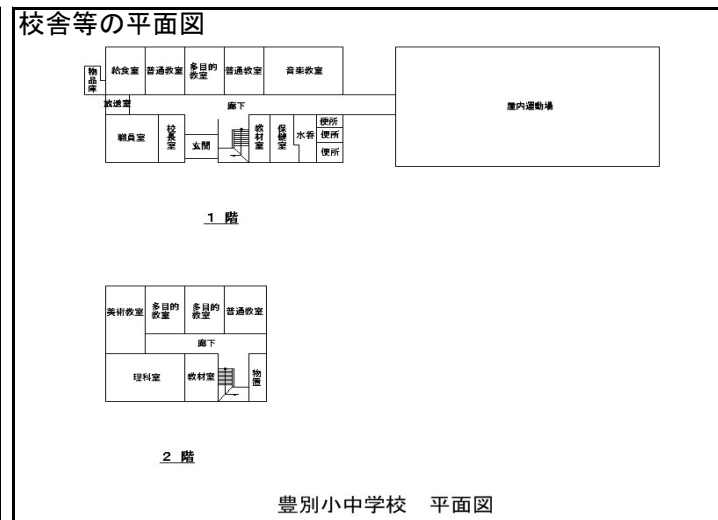 校舎等の平面図
物品庫
給食室
普通教室
多目的教室
普通教室
音楽教室
放送室
廊下
屋内運動場
職員室
校長室
玄関
教材室
保健室
水呑
便所
便所
便所
1 階
美術教室
多目的教室
多目的教室
普通教室
廊下
理科室
教材室
物置
2 階
豊別小中学校 平面図